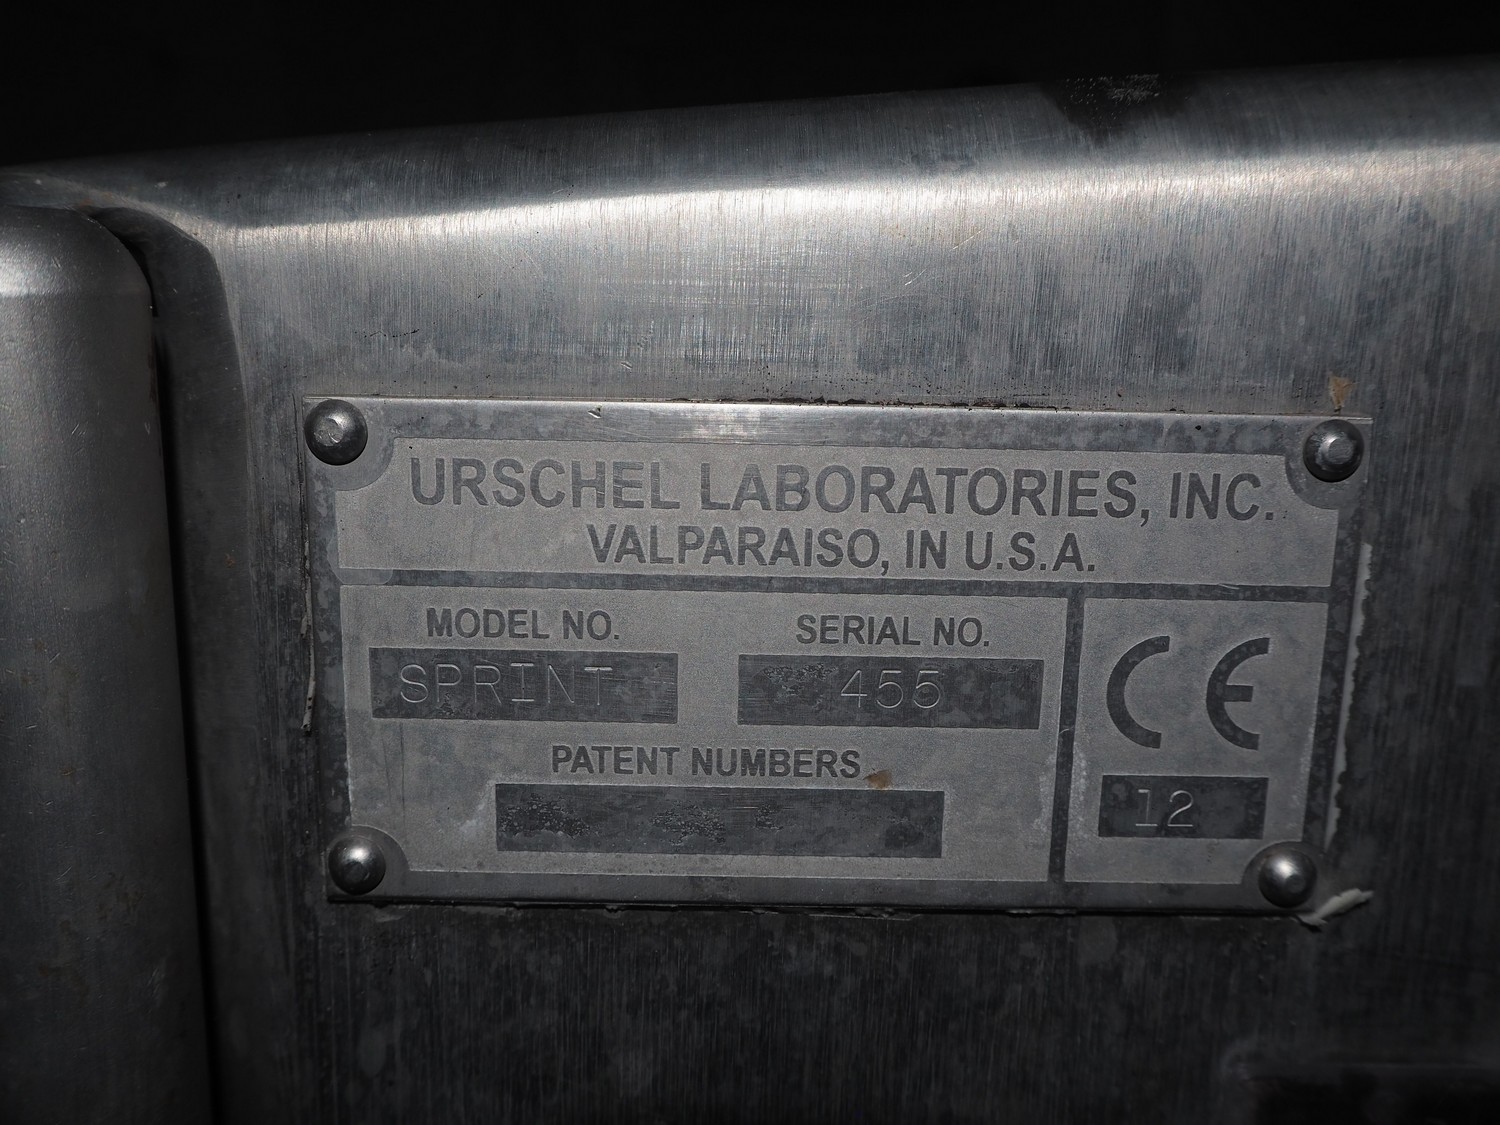 URSCHEL LABORATORIES, INC.
VALPARAISO, IN U.S.A.
MODEL NO. SERIAL NO.
SPRINT 455
PATENT NUMBERS
CE
12